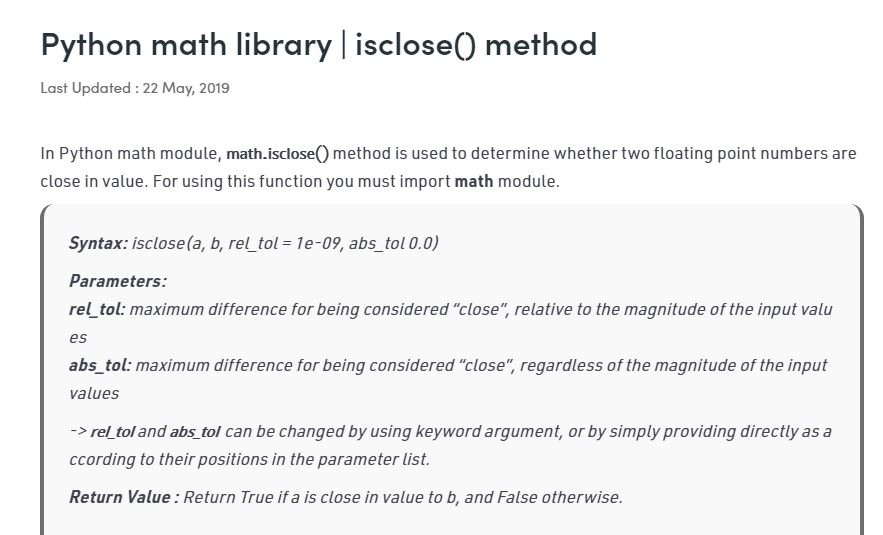 Python math library | isclose() method
Last Updated : 22 May, 2019
In Python math module, math.isclose() method is used to determine whether two floating point numbers are
close in value. For using this function you must import math module.
Syntax: isclose(a, b, rel_tol = 1e-09, abs_tol 0.0)
Parameters:
rel_tol: maximum difference for being considered “close”, relative to the magnitude of the input valu
es
abs_tol: maximum difference for being considered “close”, regardless of the magnitude of the input
values
-> rel_tol and abs_tol can be changed by using keyword argument, or by simply providing directly as a
ccording to their positions in the parameter list.
Return Value : Return True if a is close in value to b, and False otherwise.